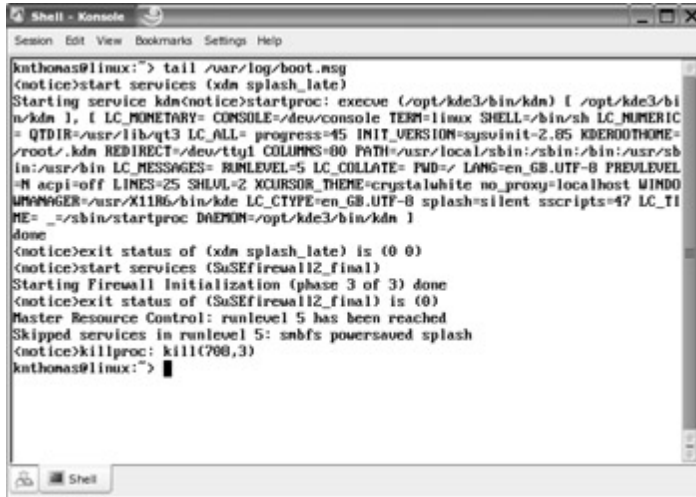 Shell - Konsole
Session Edit View Bookmarks Settings Help
knthomas@linux:~> tail /var/log/boot.msg
<notice>start services (xdm splash_late)
Starting service kdm<notice>startproc: execve (/opt/kde3/bin/kdm) [ /opt/kde3/bi
n/kdm ], [ LC_MONETARY= CONSOLE=/dev/console TERM=linux SHELL=/bin/sh LC_NUMERIC
= QTDIR=/usr/lib/qt3 LC_ALL= progress=45 INIT_VERSION=sysvinit-2.85 KDEROOTHOME=
/root/.kdm REDIRECT=/dev/tty1 COLUMNS=80 PATH=/usr/local/sbin:/sbin:/bin:/usr/sb
in:/usr/bin LC_MESSAGES= RUNLEVEL=5 LC_COLLATE= PWD=/ LANG=en_GB.UTF-8 PREVLEVEL
=N acpi=off LINES=25 SHLVL=2 XCURSOR_THEME=crystalwhite no_proxy=localhost WINDO
WMANAGER=/usr/X11R6/bin/kde LC_CTYPE=en_GB.UTF-8 splash=silent sscripts=47 LC_TI
ME= _=/sbin/startproc DAEMON=/opt/kde3/bin/kdm ]
done
<notice>exit status of (xdm splash_late) is (0 0)
<notice>start services (SuSEfirewall2_final)
Starting Firewall Initialization (phase 3 of 3) done
<notice>exit status of (SuSEfirewall2_final) is (0)
Master Resource Control: runlevel 5 has been reached
Skipped services in runlevel 5: smbfs powersaved splash
<notice>killproc: kill(708,3)
knthomas@linux:~>
Shell